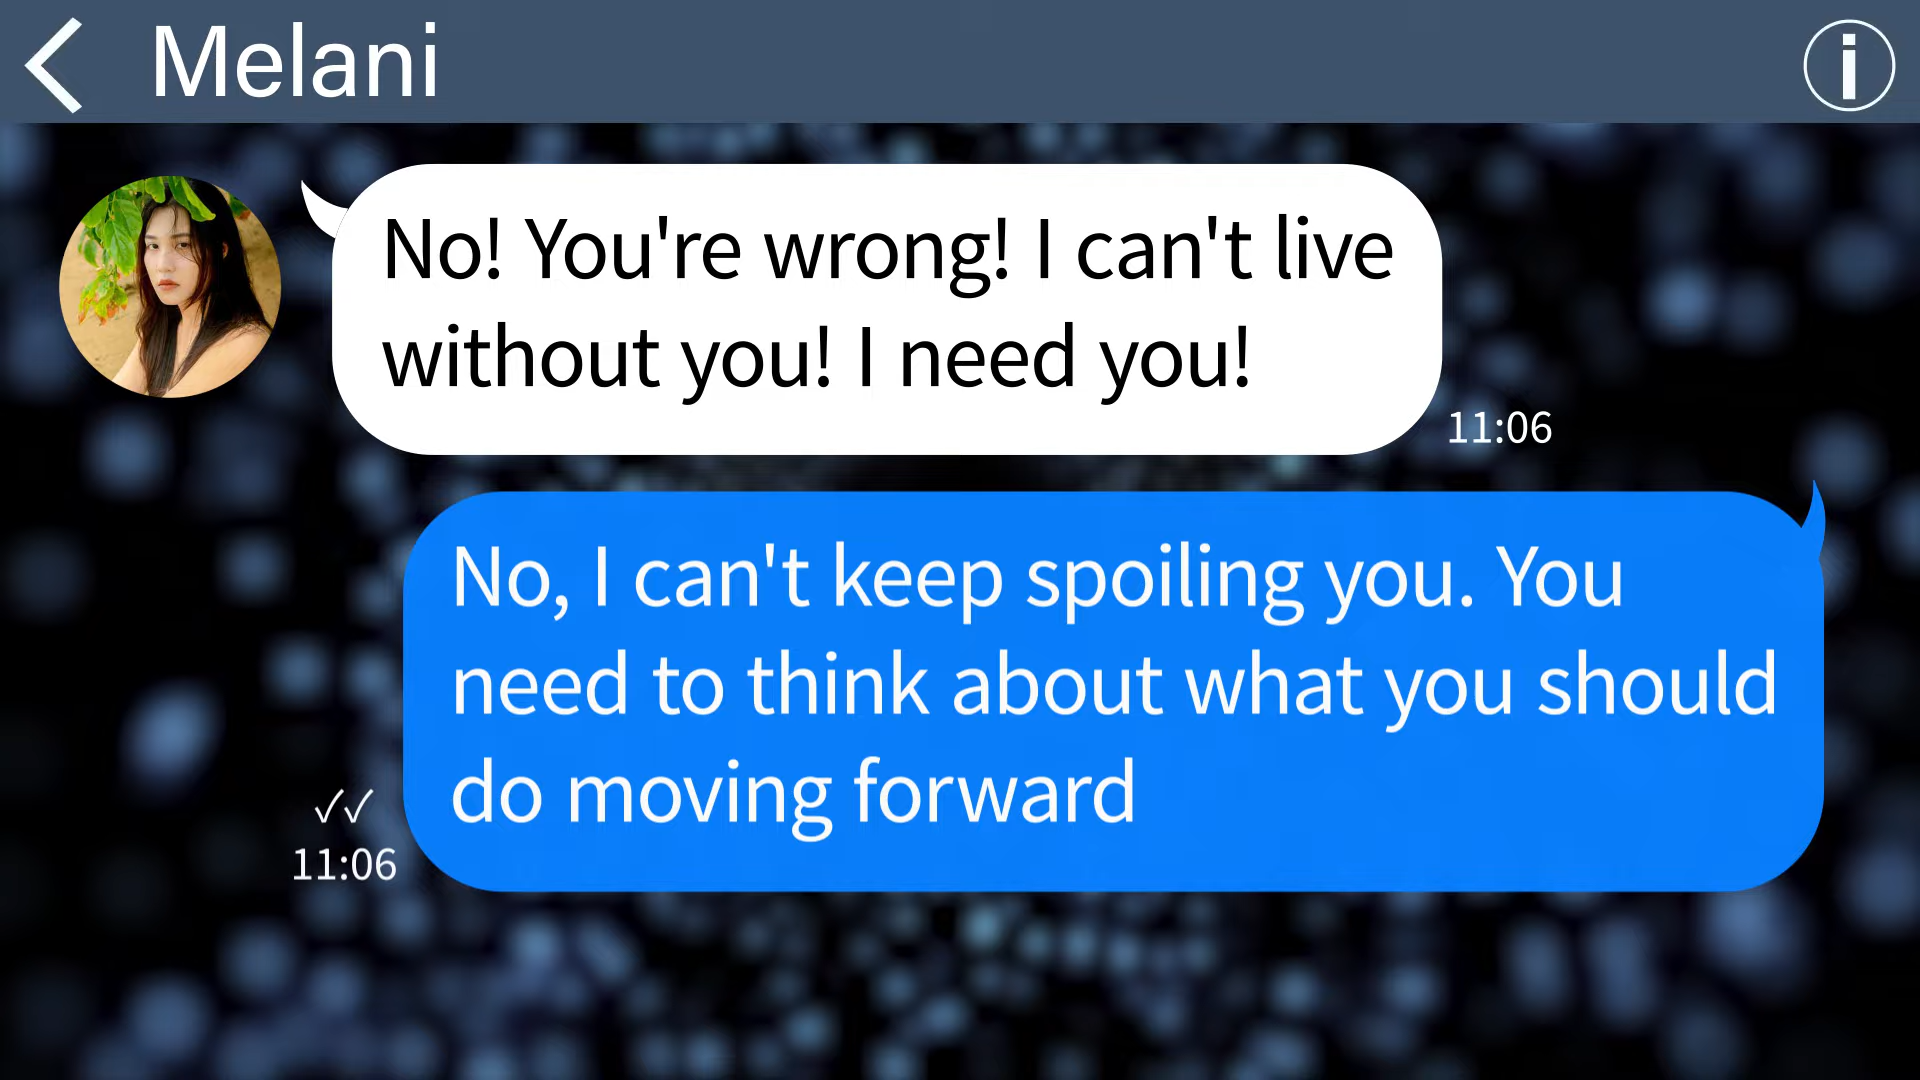 Melani
No! You're wrong! I can't live
without you! I need you!
11:06
No, I can't keep spoiling you. You
need to think about what you should
do moving forward
✓✓
11:06